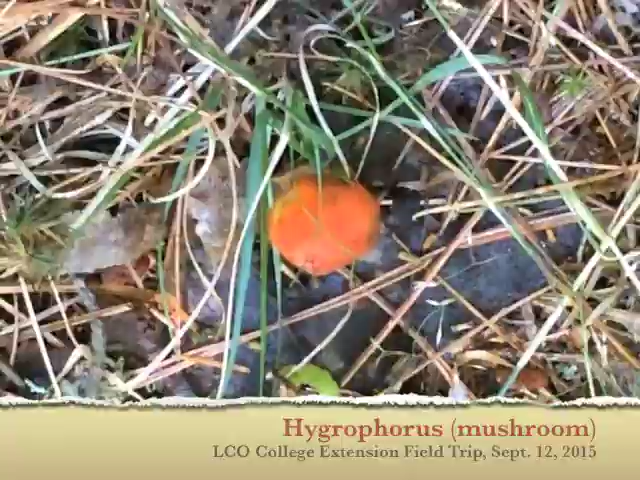 Hygrophorus (mushroom)
LCO College Extension Field Trip, Sept. 12, 2015